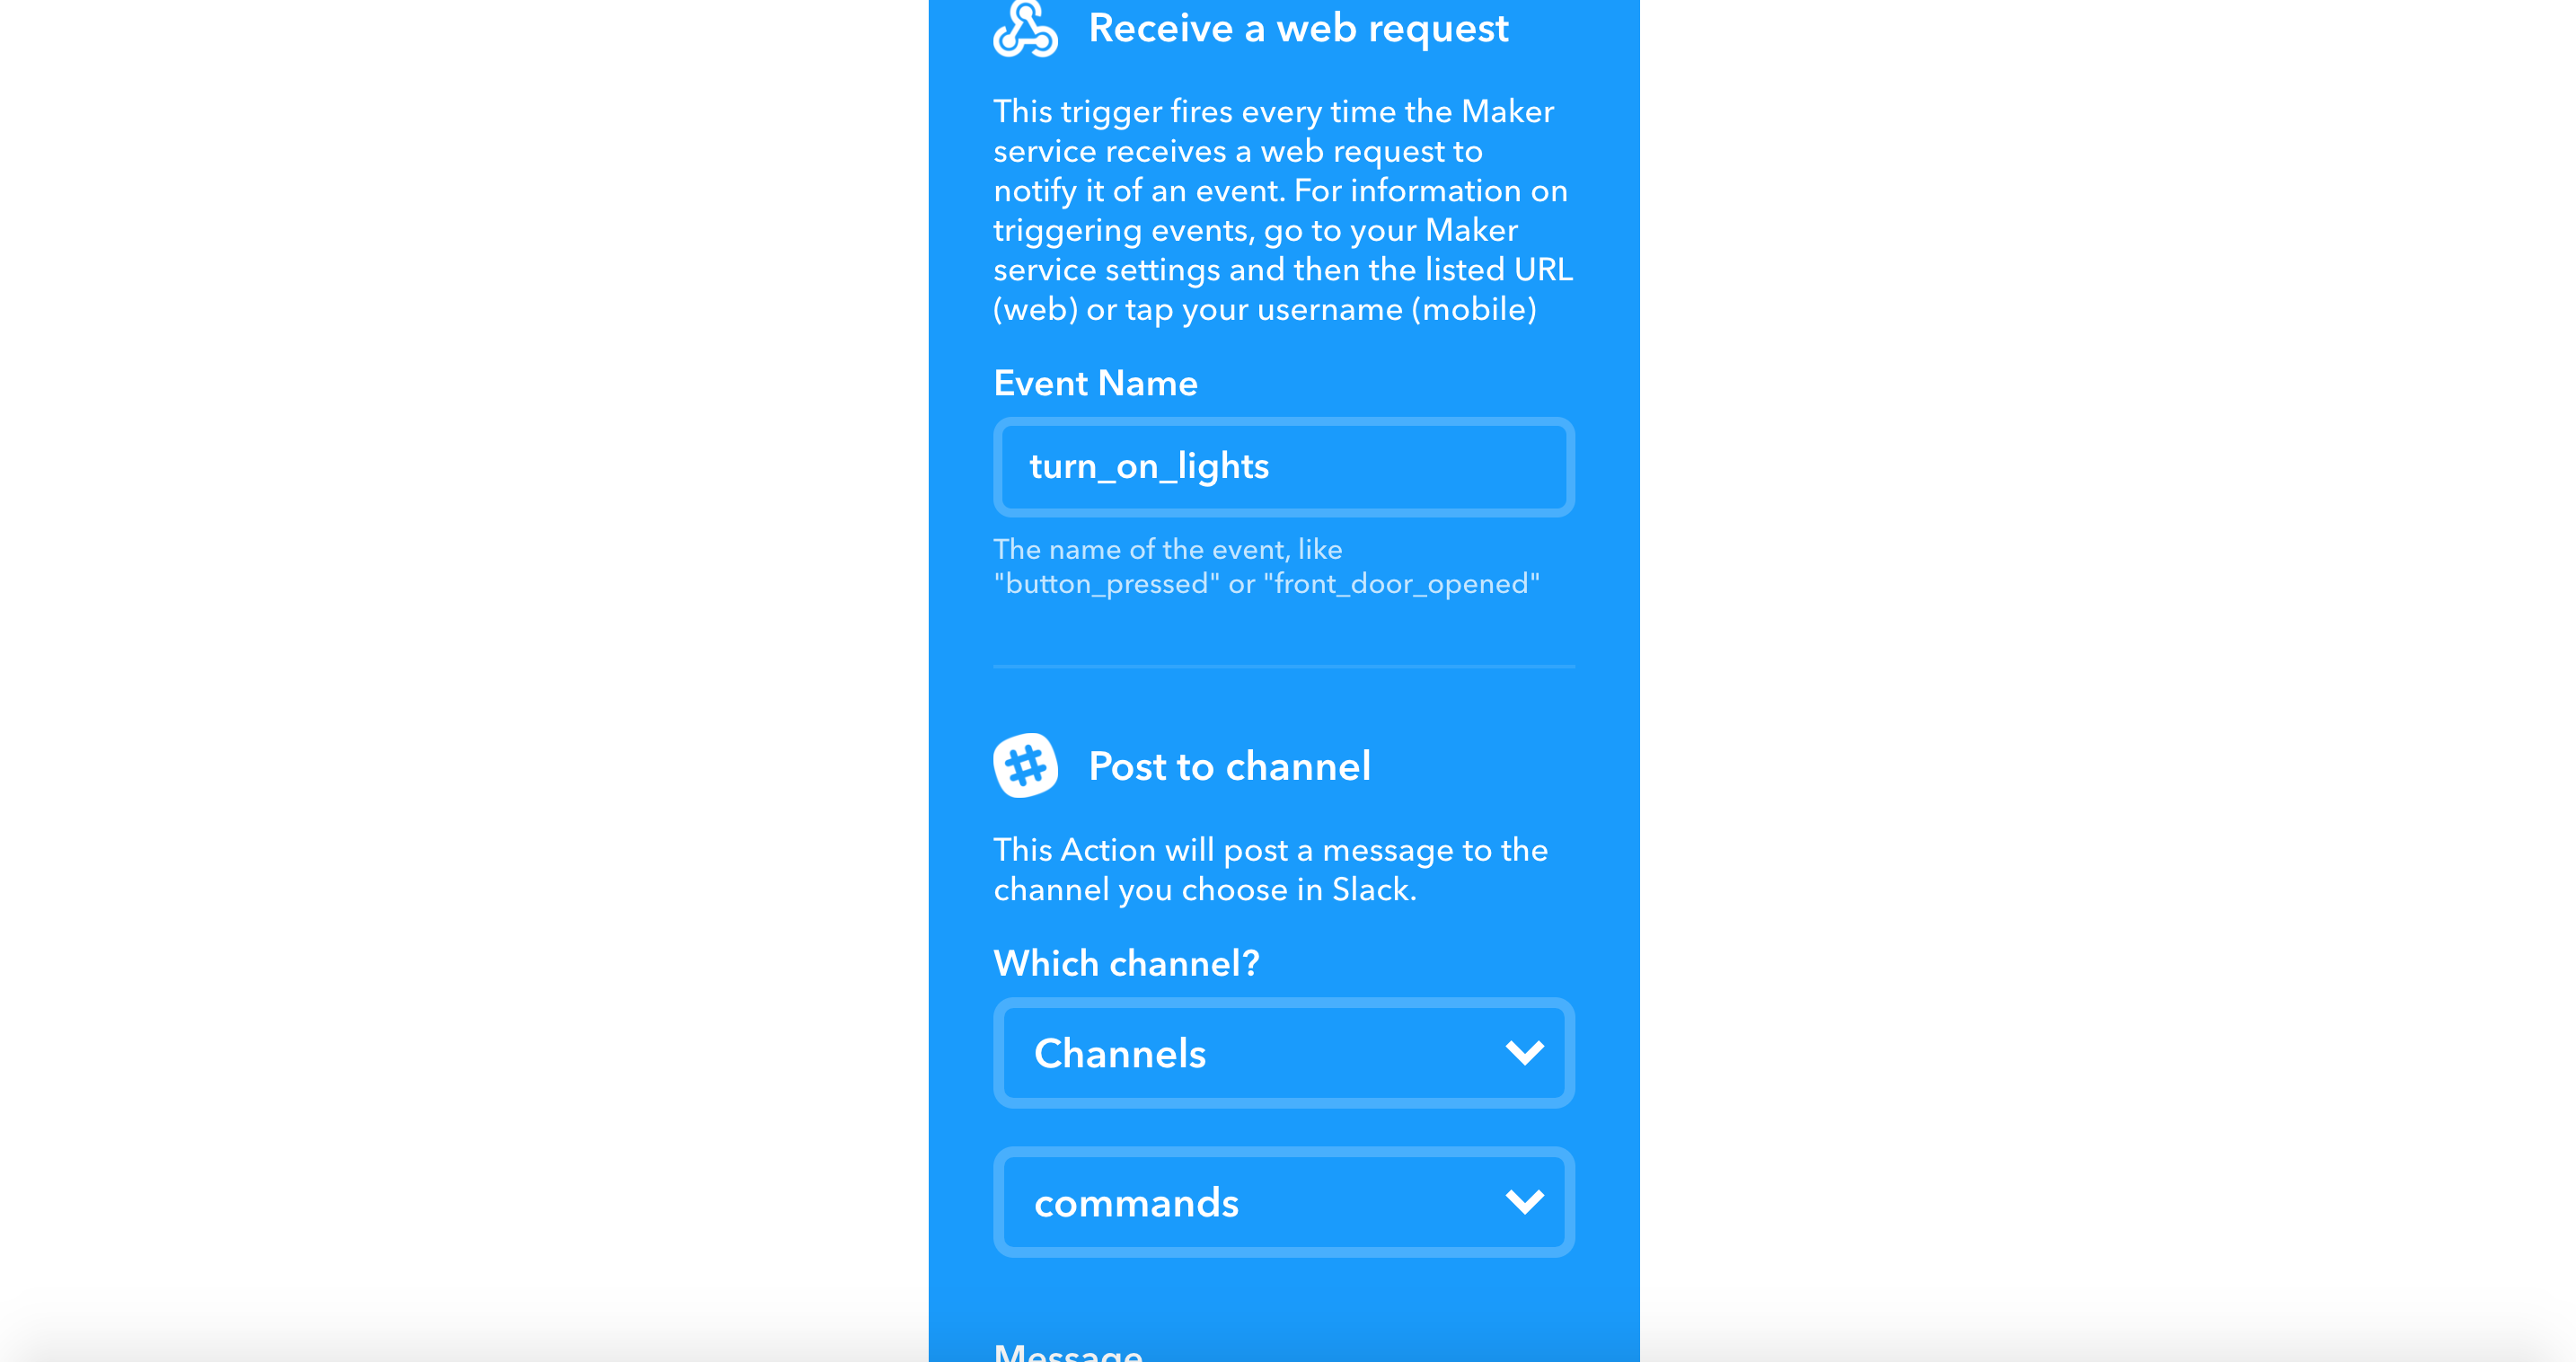 Receive a web request
This trigger fires every time the Maker
service receives a web request to
notify it of an event. For information on
triggering events, go to your Maker
service settings and then the listed URL
(web) or tap your username (mobile)
Event Name
turn_on_lights
The name of the event, like
"button_pressed" or "front_door_opened"
Post to channel
This Action will post a message to the
channel you choose in Slack.
Which channel?
Channels
commands
Message